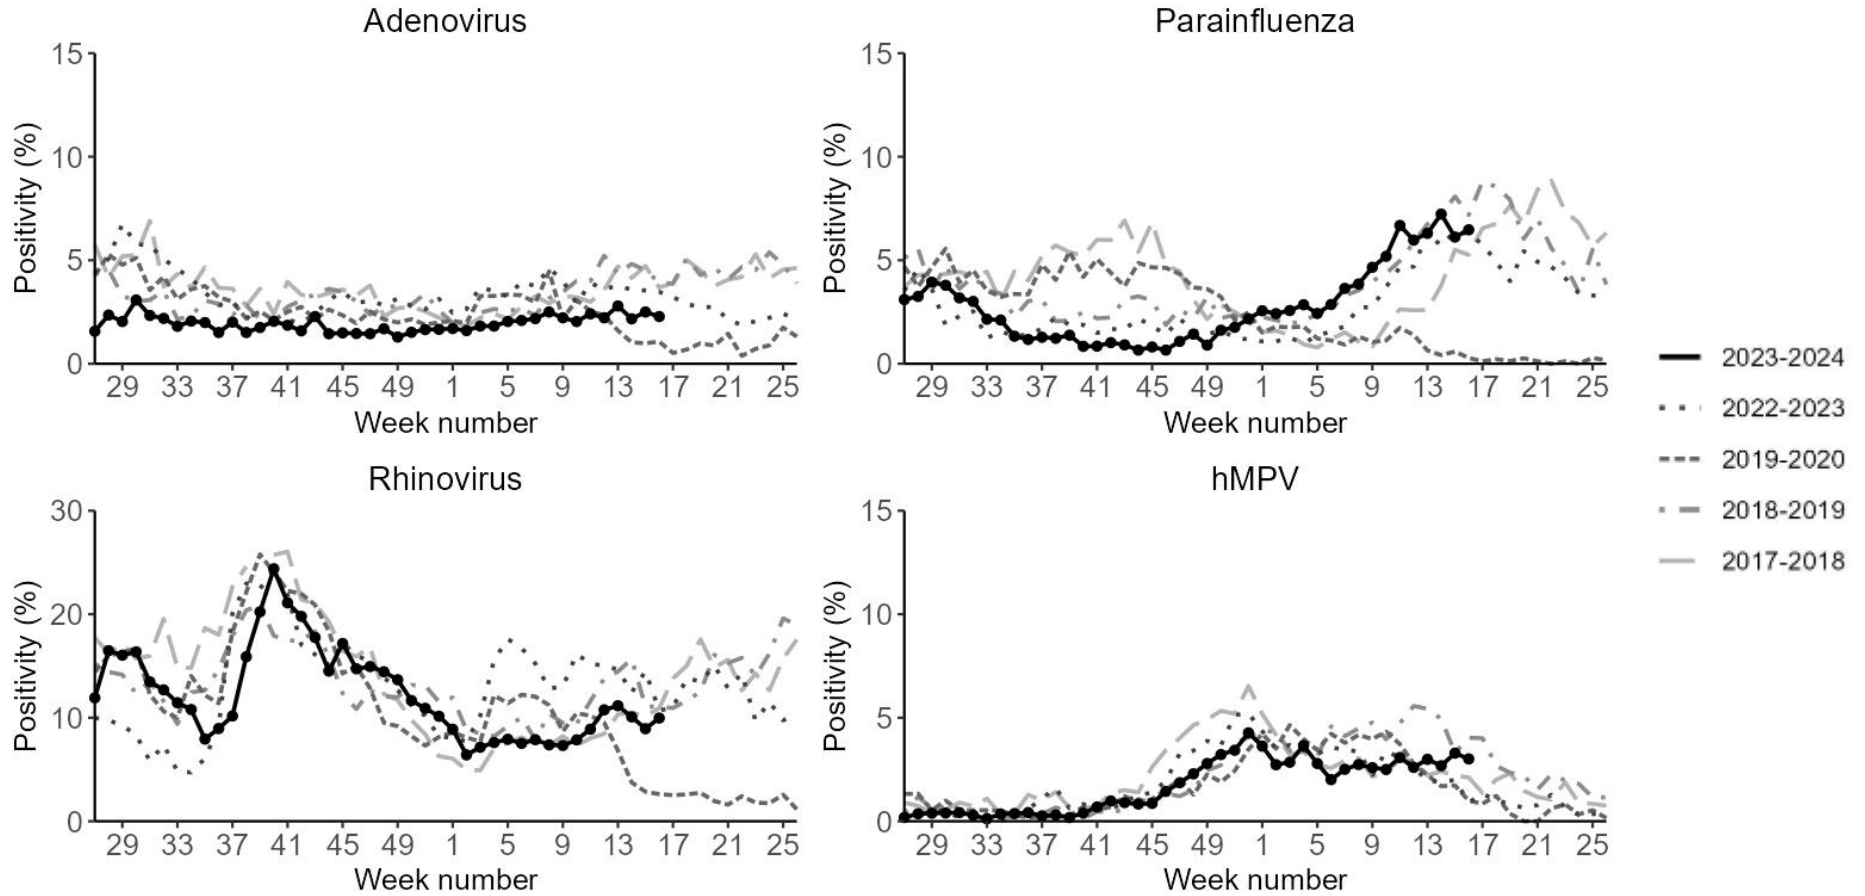 Adenovirus
15
10
5
0
Positivity (%)
29 33 37 41 45 49 1 5 9 13 17 21 25
Week number
Parainfluenza
15
10
5
0
Positivity (%)
29 33 37 41 45 49 1 5 9 13 17 21 25
Week number
Rhinovirus
30
20
10
0
Positivity (%)
29 33 37 41 45 49 1 5 9 13 17 21 25
Week number
hMPV
15
10
5
0
Positivity (%)
29 33 37 41 45 49 1 5 9 13 17 21 25
Week number
2023-2024
2022-2023
2019-2020
2018-2019
2017-2018